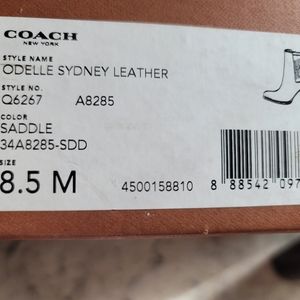 COACH
NEW YORK
STYLE NAME
ODELLE SYDNEY LEATHER
STYLE NO.
Q6267 A8285
COLOR
SADDLE
34A8285-SDD
SIZE
8.5 M
4500158810
8 88542 097